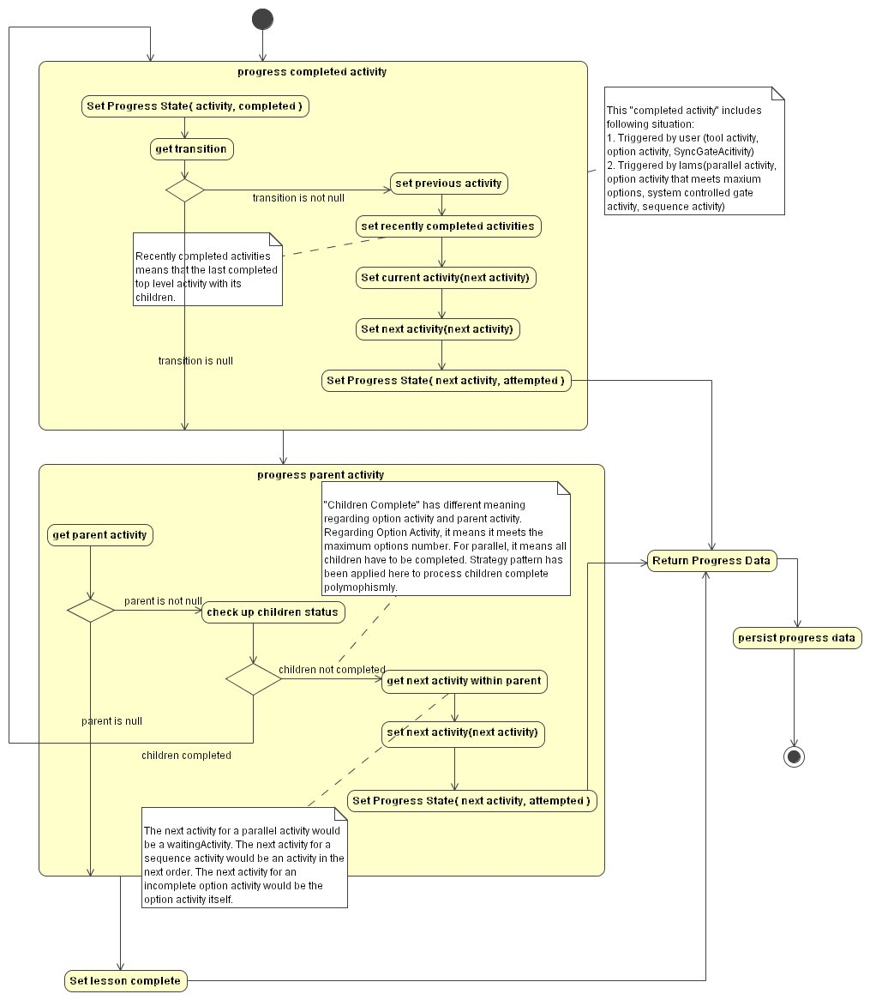 progress completed activity
Set Progress State( activity, completed )
get transition
transition is not null
set previous activity
set recently completed activities
Recently completed activities
means that the last completed
top level activity with its
children.
Set current activity(next activity)
Set next activity(next activity)
transition is null
Set Progress State( next activity, attempted )
This "completed activity" includes
following situation:
1. Triggered by user (tool activity,
option activity, SyncGateAcitivity)
2. Triggered by lams(parallel activity,
option activity that meets maxium
options, system controlled gate
activity, sequence activity)
progress parent activity
"Children Complete" has different meaning
regarding option activity and parent activity.
Regarding Option Activity, it means it meets the
maximum options number. For parallel, it means all
children have to be completed. Strategy pattern has
been applied here to process children complete
polymophismly.
get parent activity
parent is not null
check up children status
children not completed
get next activity within parent
parent is null
set next activity(next activity)
children completed
Set Progress State( next activity, attempted )
The next activity for a parallel activity would
be a waitingActivity. The next activity for a
sequence activity would be an activity in the
next order. The next activity for an
incomplete option activity would be the
option activity itself.
Return Progress Data
persist progress data
Set lesson complete